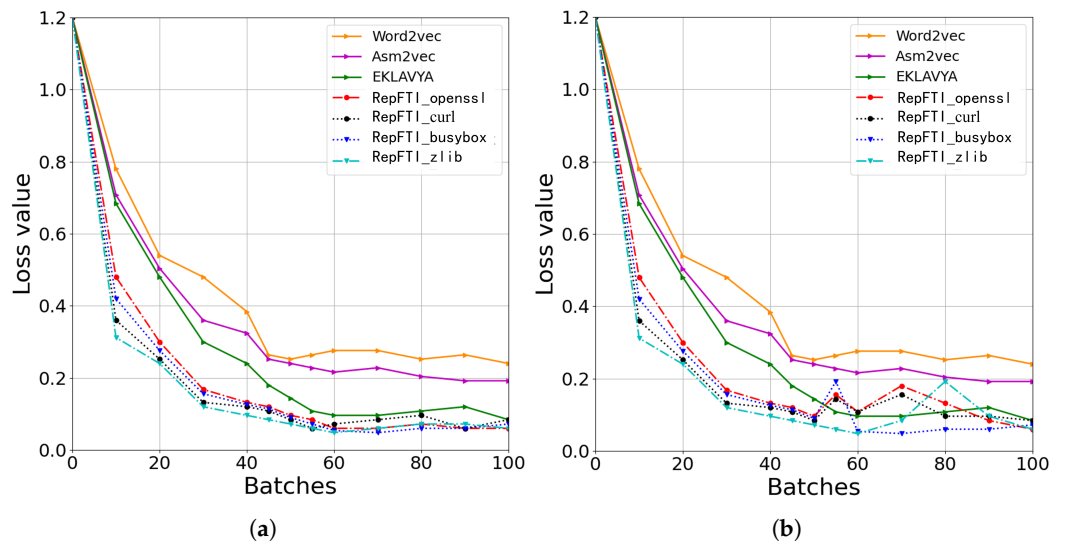 1.2
1.0
0.8
0.6
0.4
0.2
0.0
0 20 40 60 80 100
Loss value
Batches
Word2vec
Asm2vec
EKLAVYA
RepFTI_openssl
RepFTI_curl
RepFTI_busybox
RepFTI_zlib
(a)
1.2
1.0
0.8
0.6
0.4
0.2
0.0
0 20 40 60 80 100
Loss value
Batches
Word2vec
Asm2vec
EKLAVYA
RepFTI_openssl
RepFTI_curl
RepFTI_busybox
RepFTI_zlib
(b)